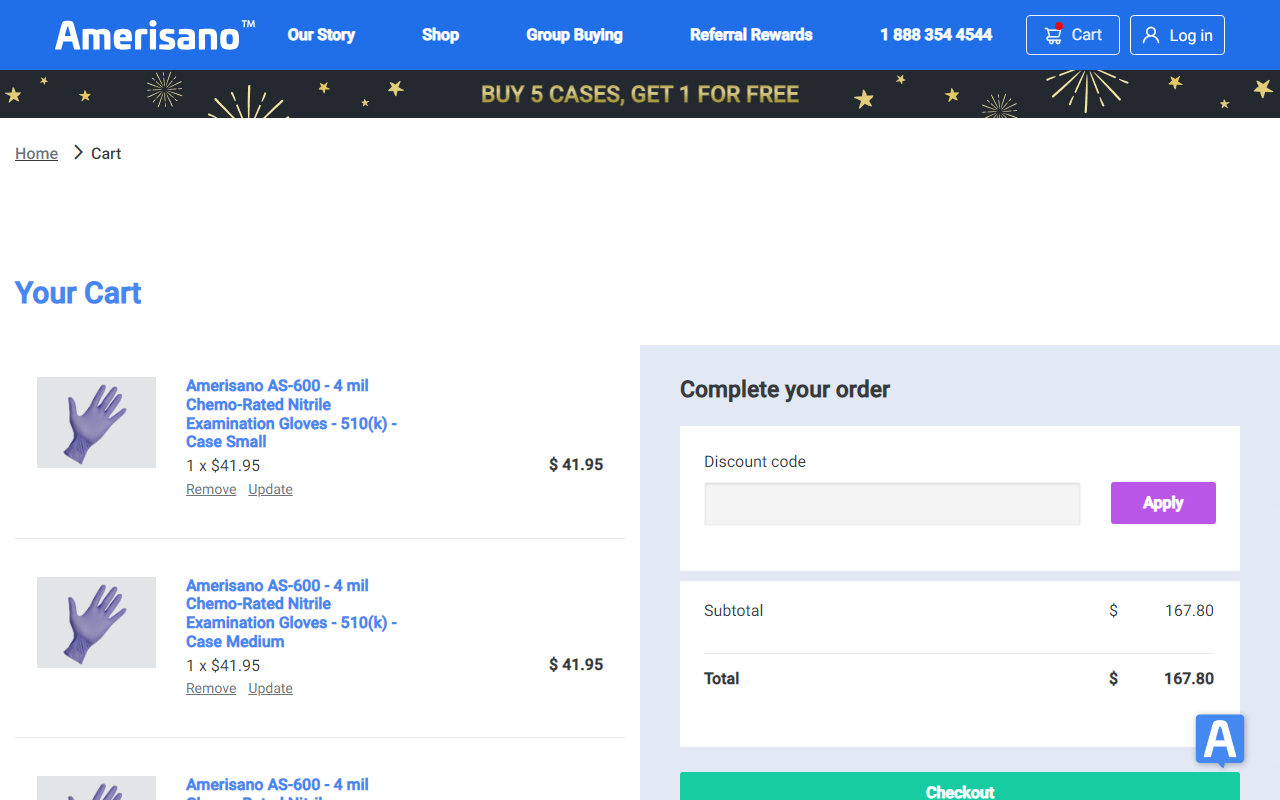 Amerisano™
Our Story
Shop
Group Buying
Referral Rewards
1 888 354 4544
Cart
Log in
BUY 5 CASES, GET 1 FOR FREE
Home
Cart
Your Cart
Amerisano AS-600 - 4 mil
Chemo-Rated Nitrile
Examination Gloves - 510(k) -
Case Small
1 x $41.95
$ 41.95
Remove Update
Amerisano AS-600 - 4 mil
Chemo-Rated Nitrile
Examination Gloves - 510(k) -
Case Medium
1 x $41.95
$ 41.95
Remove Update
Amerisano AS-600 - 4 mil
Chemo-Rated Nitrile
Complete your order
Discount code
Apply
Subtotal $ 167.80
Total $ 167.80
A
Checkout